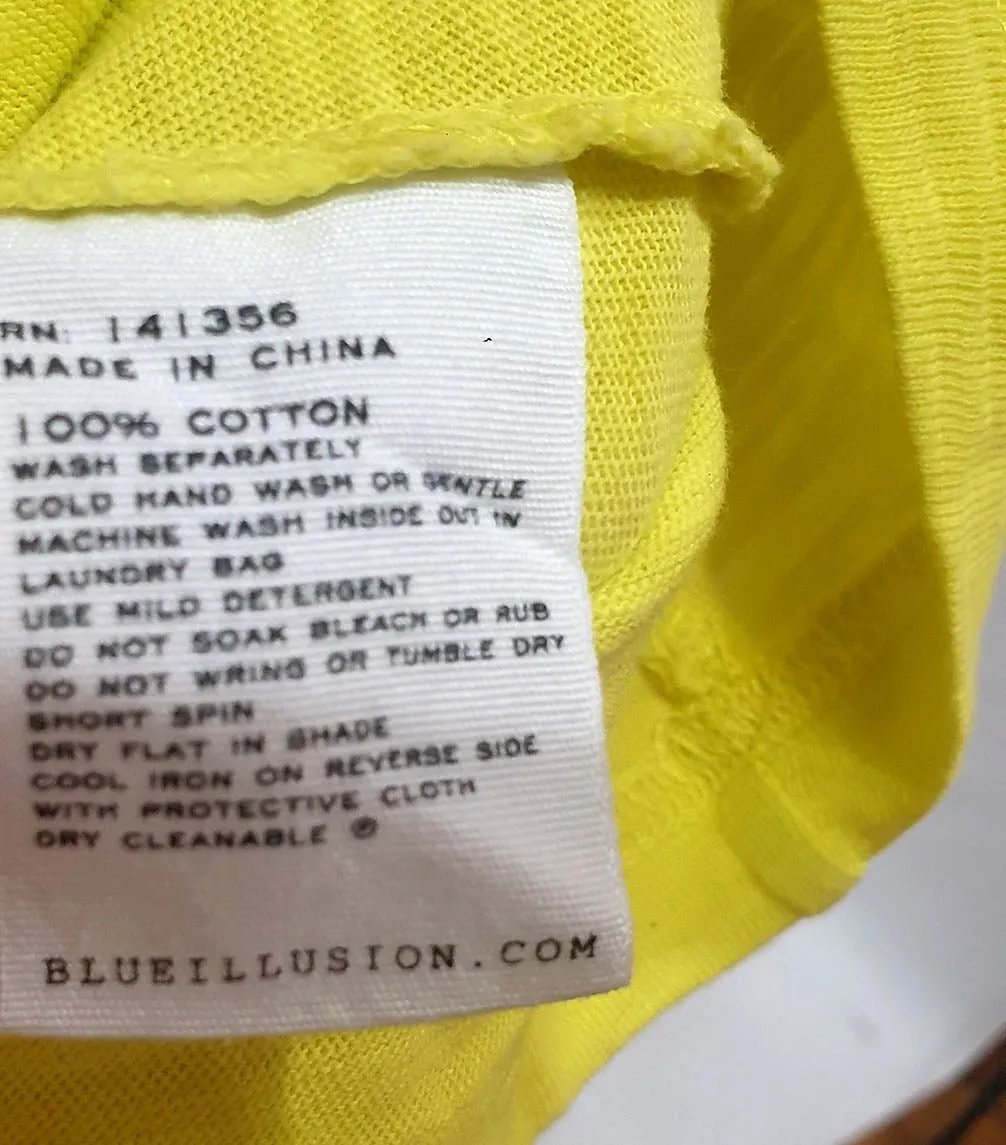 RN: 141356
MADE IN CHINA
100% COTTON
WASH SEPARATELY
COLD HAND WASH OR GENTLE
MACHINE WASH INSIDE OUT IN
LAUNDRY BAG
USE MILD DETERGENT
DO NOT SOAK BLEACH OR RUB
DO NOT WRING OR TUMBLE DRY
SHORT SPIN
DRY FLAT IN SHADE
COOL IRON ON REVERSE SIDE
WITH PROTECTIVE CLOTH
DRY CLEANABLE Ⓟ
BLUEILLUSION.COM